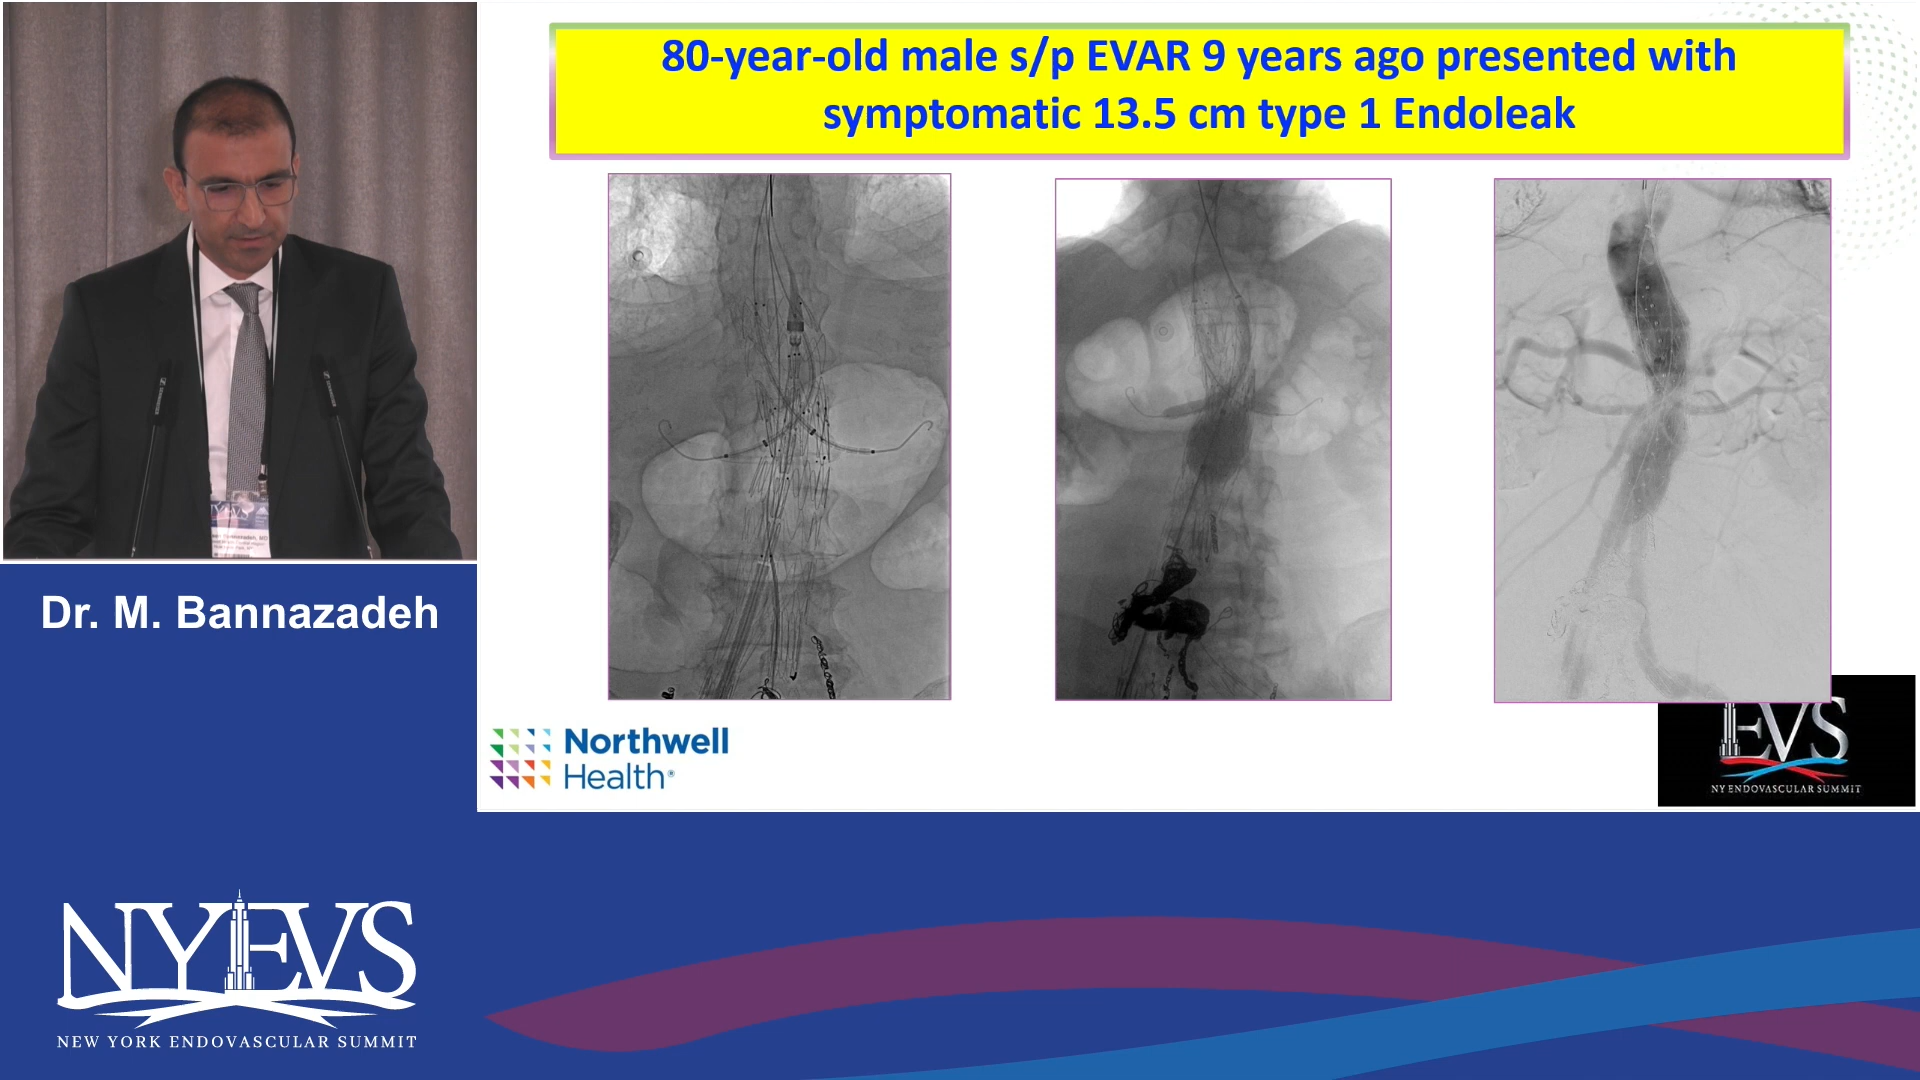 80-year-old male s/p EVAR 9 years ago presented with
symptomatic 13.5 cm type 1 Endoleak
Dr. M. Bannazadeh
Northwell
Health
EVS
NY ENDOVASCULAR SUMMIT
NYEVS
NEW YORK ENDOVASCULAR SUMMIT